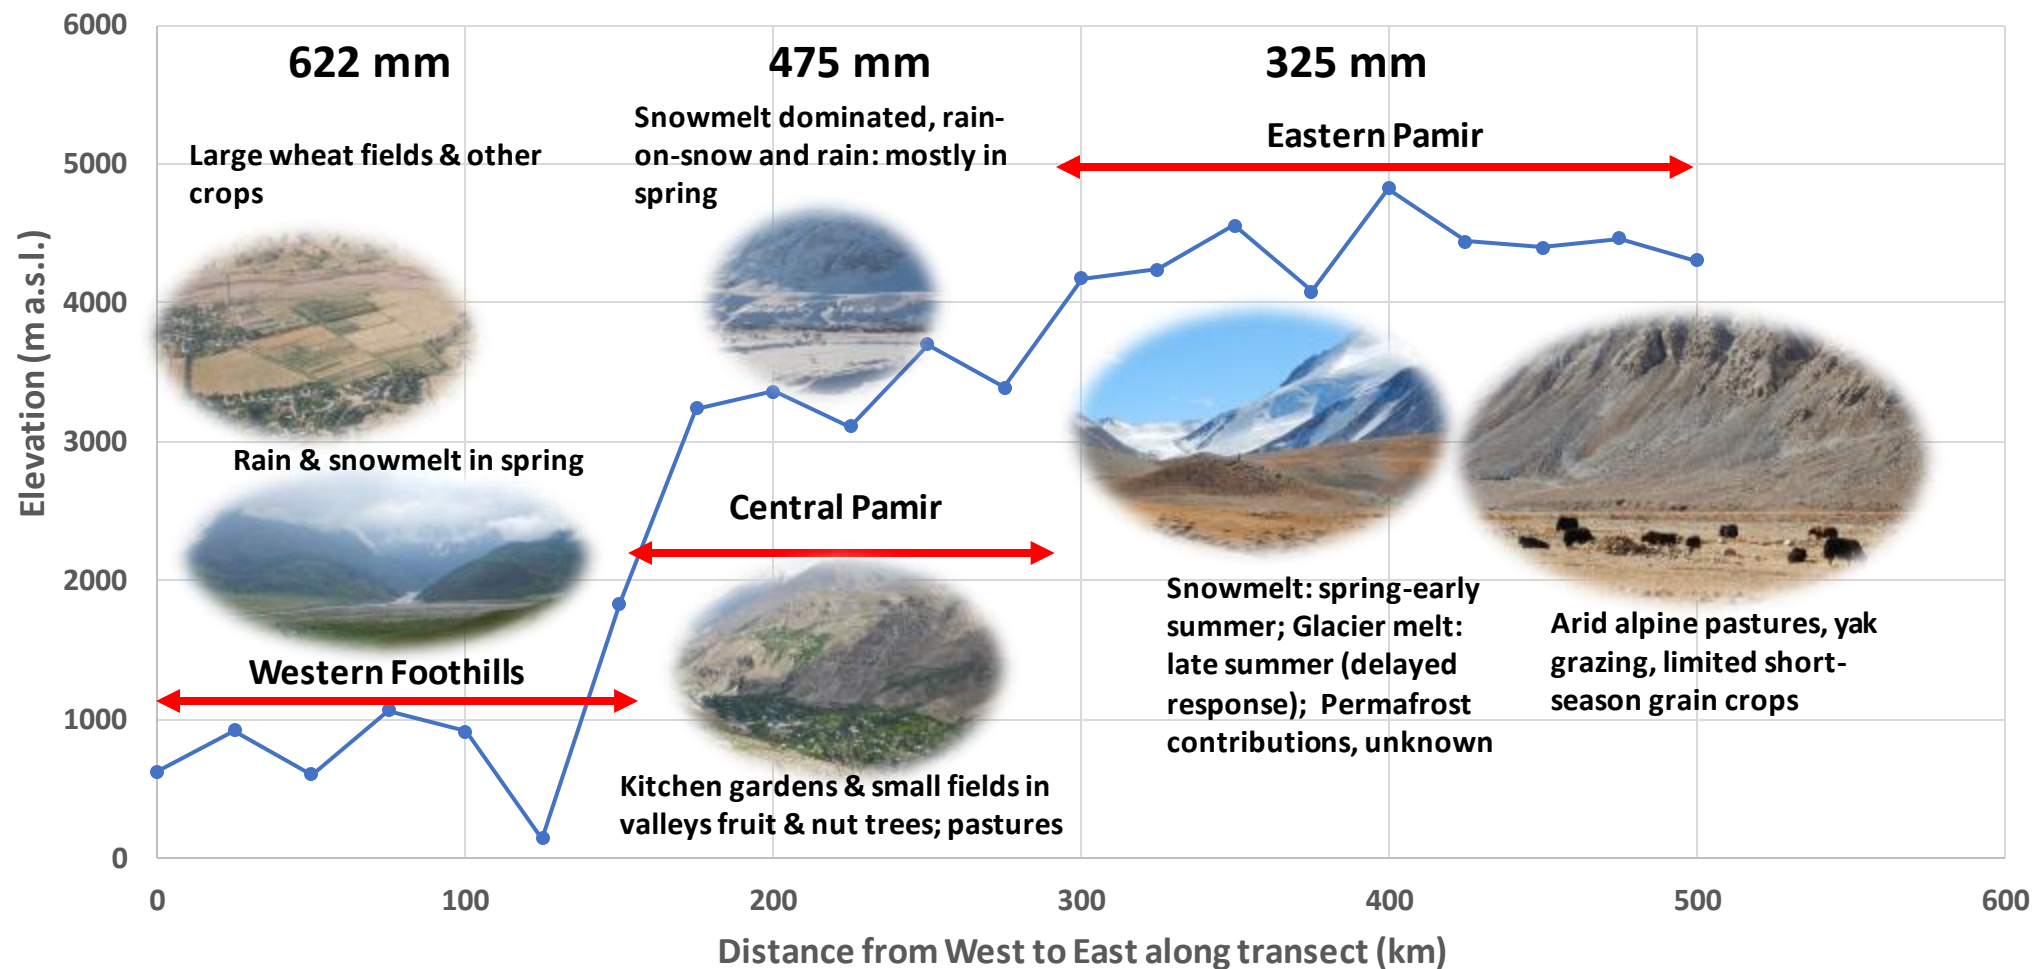 6000
5000
4000
3000
2000
1000
0
Elevation (m a.s.l.)
622 mm
Large wheat fields & other
crops
Rain & snowmelt in spring
Western Foothills
475 mm
Snowmelt dominated, rain-
on-snow and rain: mostly in
spring
Central Pamir
Kitchen gardens & small fields in
valleys fruit & nut trees; pastures
325 mm
Eastern Pamir
Snowmelt: spring-early
summer; Glacier melt:
late summer (delayed
response); Permafrost
contributions, unknown
Arid alpine pastures, yak
grazing, limited short-
season grain crops
0 100 200 300 400 500 600
Distance from West to East along transect (km)